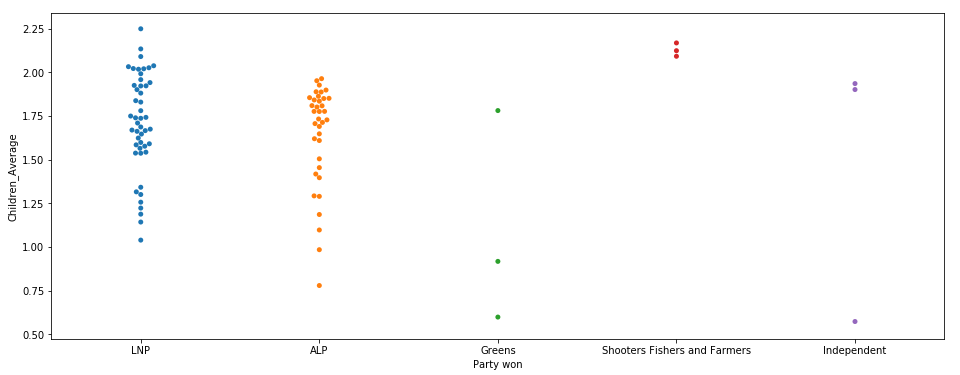 2.25
2.00
1.75
1.50
1.25
1.00
0.75
0.50
Children_Average
LNP
ALP
Greens
Shooters Fishers and Farmers
Independent
Party won